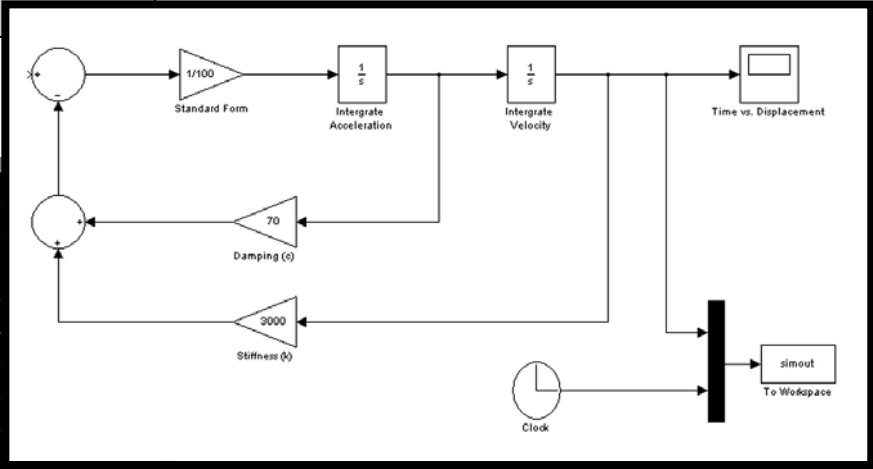 +
−
1/100
Standard Form
1
s
Intergrate
Acceleration
1
s
Intergrate
Velocity
Time vs. Displacement
+
+
70
Damping (c)
3000
Stiffness (k)
simout
To Workspace
Clock